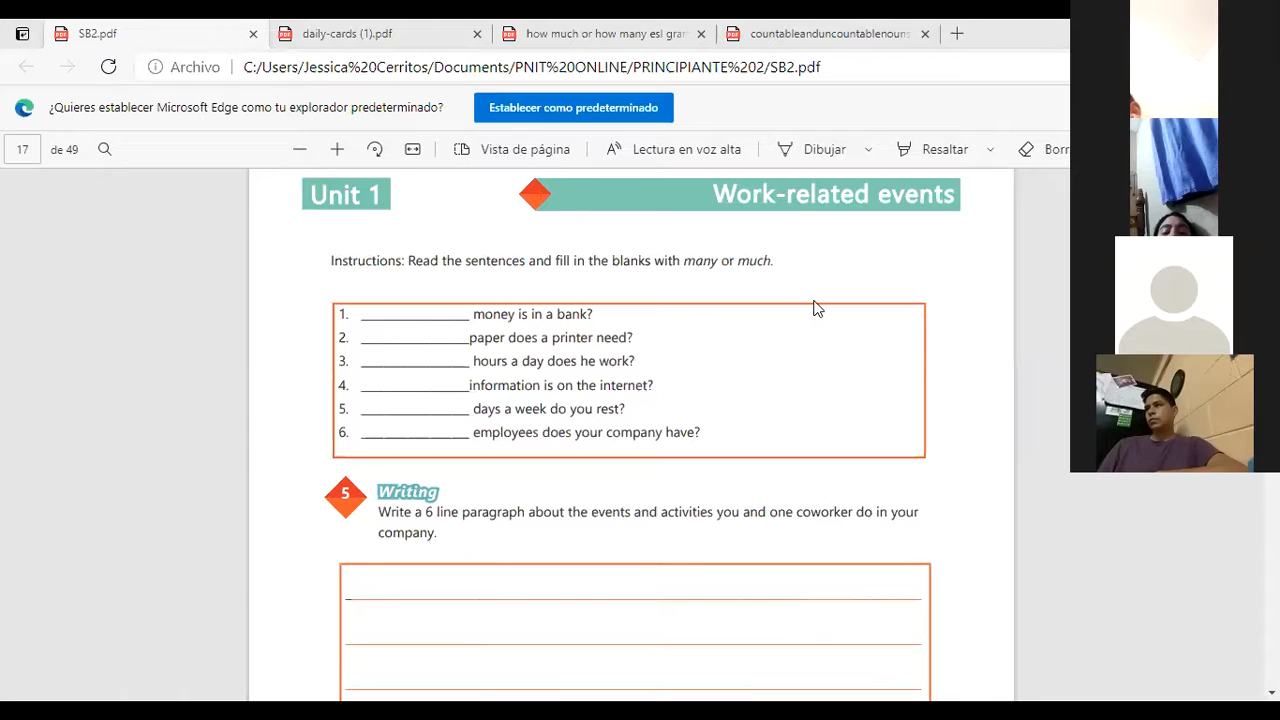 SB2.pdf
daily-cards (1).pdf
how much or how many esl gran
countableanduncountablenouns
Archivo
C:/Users/Jessica%20Cerritos/Documents/PNIT%20ONLINE/PRINCIPIANTE%202/SB2.pdf
¿Quieres establecer Microsoft Edge como tu explorador predeterminado?
Establecer como predeterminado
17
de 49
Vista de página
Lectura en voz alta
Dibujar
Resaltar
Borr
Unit 1
Work-related events
Instructions: Read the sentences and fill in the blanks with many or much.
1. ________________ money is in a bank?
2. ________________paper does a printer need?
3. ________________ hours a day does he work?
4. ________________information is on the internet?
5. ________________ days a week do you rest?
6. ________________ employees does your company have?
5
Writing
Write a 6 line paragraph about the events and activities you and one coworker do in your
company.